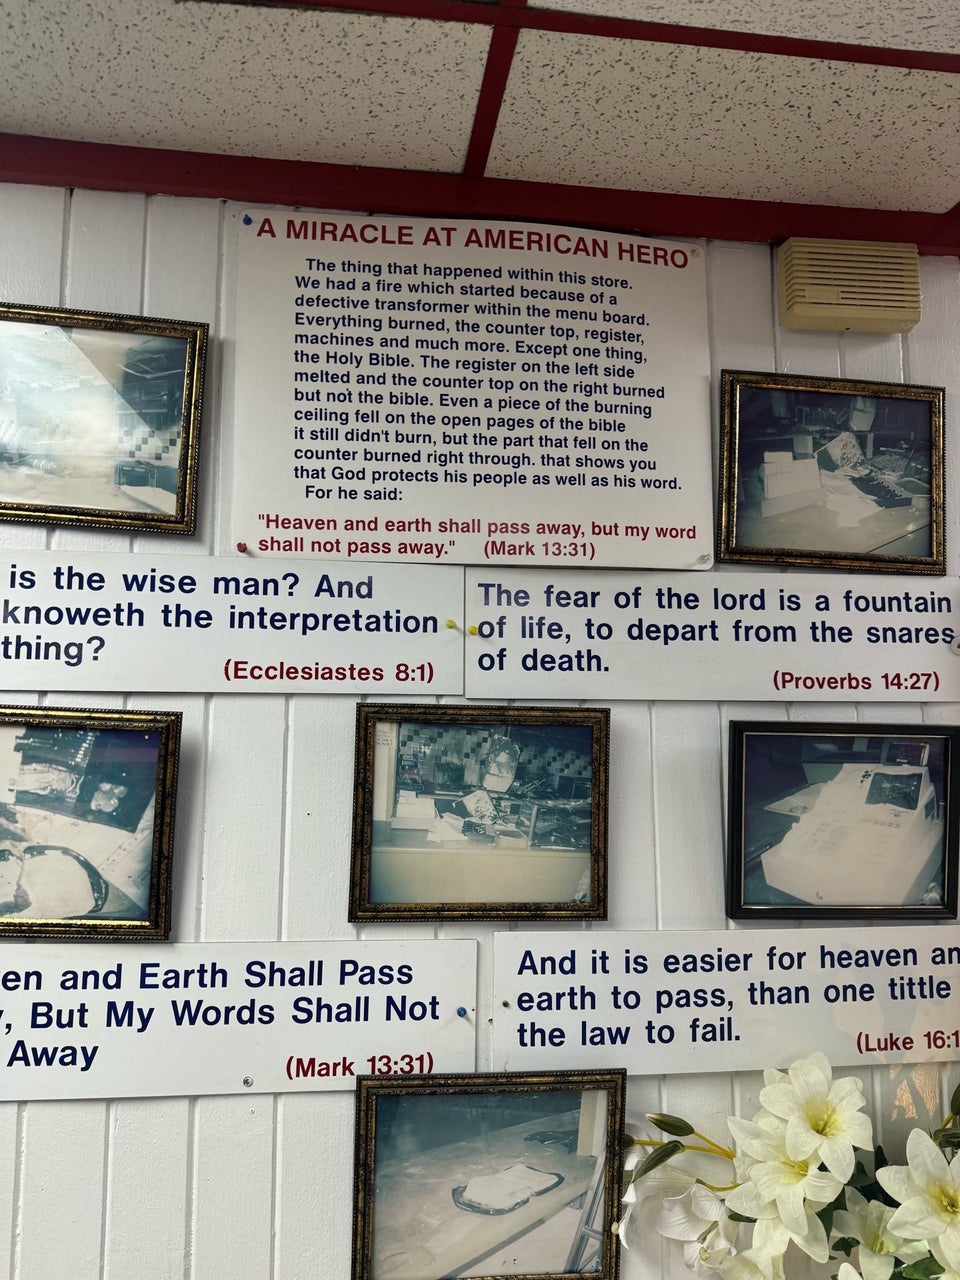 A MIRACLE AT AMERICAN HERO
The thing that happened within this store.
We had a fire which started because of a
defective transformer within the menu board.
Everything burned, the counter top, register,
machines and much more. Except one thing,
the Holy Bible. The register on the left side
melted and the counter top on the right burned
but not the bible. Even a piece of the burning
ceiling fell on the open pages of the bible
it still didn't burn, but the part that fell on the
counter burned right through. that shows you
that God protects his people as well as his word.
For he said:
"Heaven and earth shall pass away, but my word
shall not pass away." (Mark 13:31)
is the wise man? And
knoweth the interpretation
thing?
(Ecclesiastes 8:1)
The fear of the lord is a fountain
of life, to depart from the snares
of death.
(Proverbs 14:27)
en and Earth Shall Pass
, But My Words Shall Not
Away
(Mark 13:31)
And it is easier for heaven an
earth to pass, than one tittle
the law to fail.
(Luke 16:1